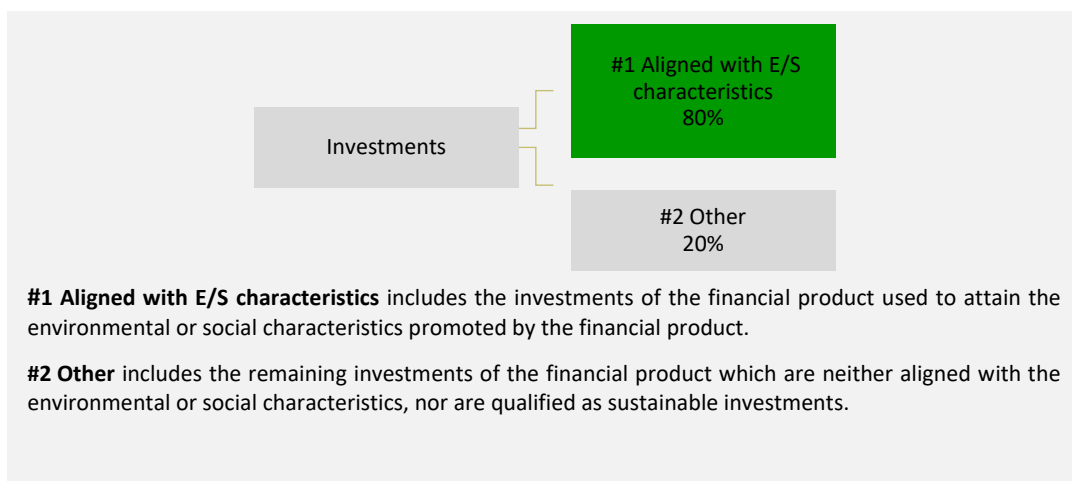 #1 Aligned with E/S
characteristics
80%
Investments
#2 Other
20%
#1 Aligned with E/S characteristics includes the investments of the financial product used to attain the
environmental or social characteristics promoted by the financial product.
#2 Other includes the remaining investments of the financial product which are neither aligned with the
environmental or social characteristics, nor are qualified as sustainable investments.